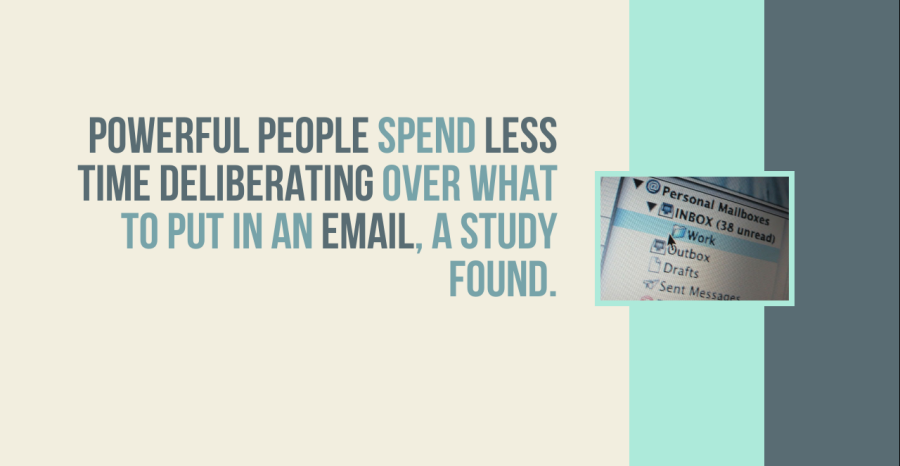 POWERFUL PEOPLE SPEND LESS
TIME DELIBERATING OVER WHAT
TO PUT IN AN EMAIL, A STUDY
FOUND.
Personal Mailboxes
INBOX (38 unread)
Work
Outbox
Drafts
Sent Messages